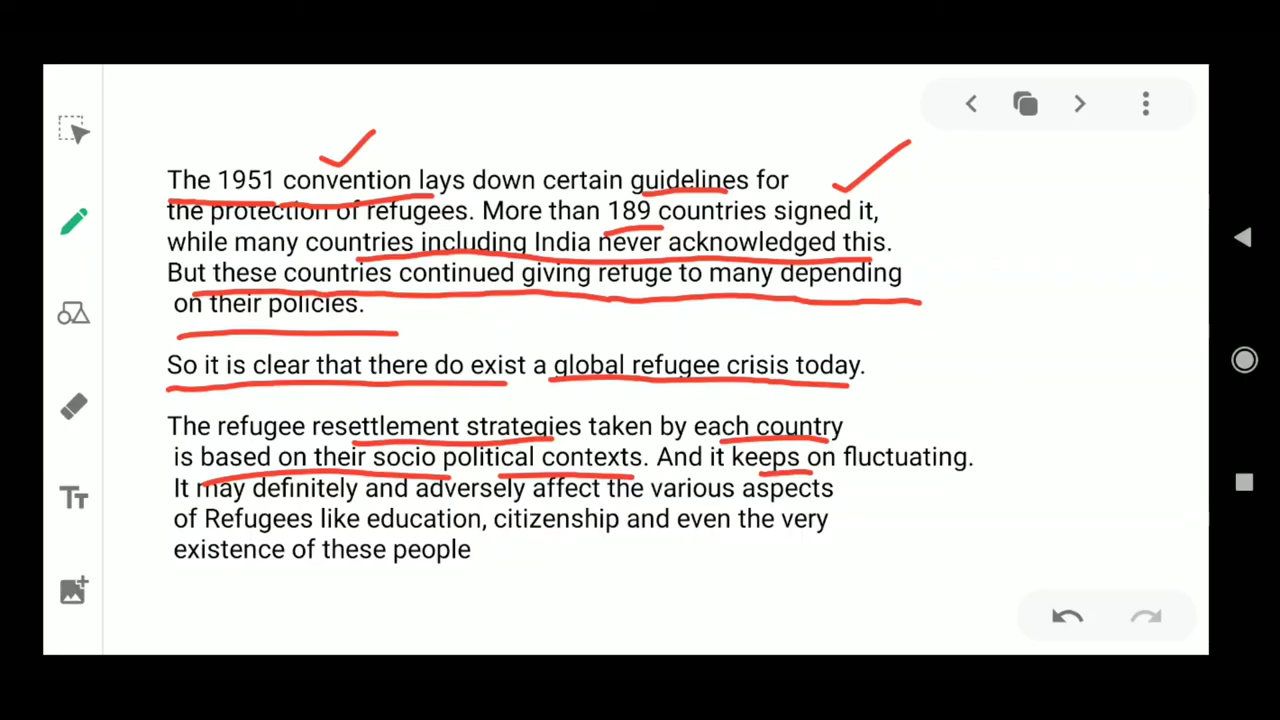 The 1951 convention lays down certain guidelines for
the protection of refugees. More than 189 countries signed it,
while many countries including India never acknowledged this.
But these countries continued giving refuge to many depending
on their policies.
So it is clear that there do exist a global refugee crisis today.
The refugee resettlement strategies taken by each country
is based on their socio political contexts. And it keeps on fluctuating.
It may definitely and adversely affect the various aspects
of Refugees like education, citizenship and even the very
existence of these people